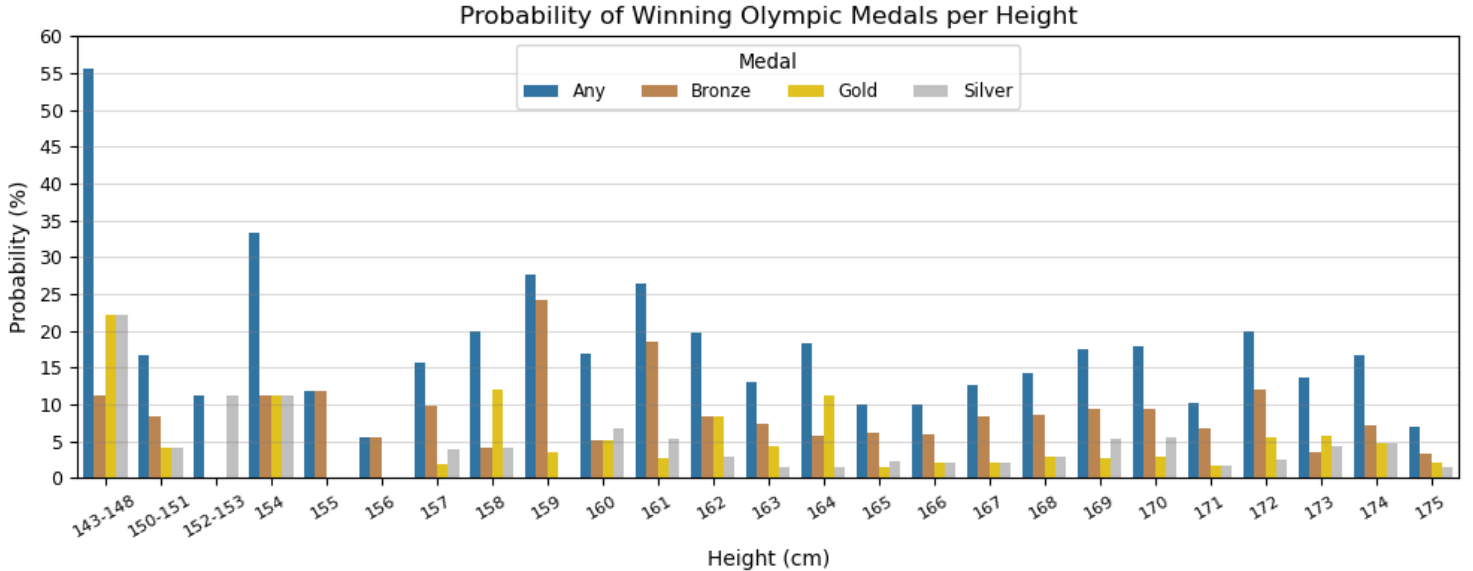 Probability of Winning Olympic Medals per Height
Medal
Any Bronze Gold Silver
60
55
50
45
40
35
30
25
20
15
10
5
0
Probability (%)
143-148 150-151 152-153 154 155 156 157 158 159 160 161 162 163 164 165 166 167 168 169 170 171 172 173 174 175
Height (cm)